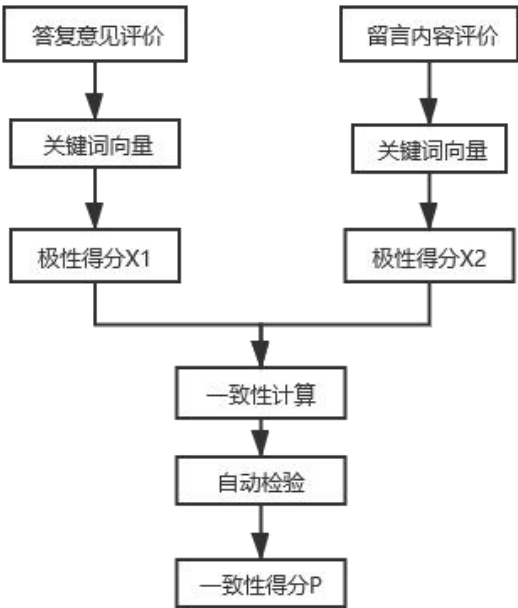 答复意见评价
留言内容评价
关键词向量
关键词向量
极性得分X1
极性得分X2
一致性计算
自动检验
一致性得分P